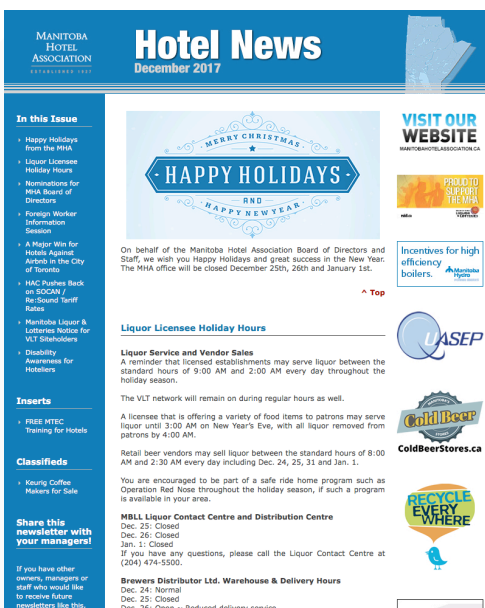 MANITOBA
HOTEL
ASSOCIATION
ESTABLISHED 1927
Hotel News
December 2017
In this Issue
Happy Holidays
from the MHA
Liquor Licensee
Holiday Hours
Nominations for
MHA Board of
Directors
Foreign Worker
Information
Session
A Major Win for
Hotels Against
Airbnb in the City
of Toronto
HAC Pushes Back
on SOCAN /
Re:Sound Tariff
Rates
Manitoba Liquor &
Lotteries Notice for
VLT Siteholders
Disability
Awareness for
Hoteliers
Inserts
FREE MTEC
Training for Hotels
Classifieds
Keurig Coffee
Makers for Sale
Share this
newsletter with
your managers!
If you have other
owners, managers or
staff who would like
to receive future
newsletters like this,
MERRY CHRISTMAS
HAPPY HOLIDAYS
AND
HAPPY NEW YEAR
On behalf of the Manitoba Hotel Association Board of Directors and
Staff, we wish you Happy Holidays and great success in the New Year.
The MHA office will be closed December 25th, 26th and January 1st.
^ Top
Liquor Licensee Holiday Hours
Liquor Service and Vendor Sales
A reminder that licensed establishments may serve liquor between the
standard hours of 9:00 AM and 2:00 AM every day throughout the
holiday season.
The VLT network will remain on during regular hours as well.
A licensee that is offering a variety of food items to patrons may serve
liquor until 3:00 AM on New Year's Eve, with all liquor removed from
patrons by 4:00 AM.
Retail beer vendors may sell liquor between the standard hours of 8:00
AM and 2:30 AM every day including Dec. 24, 25, 31 and Jan. 1.
You are encouraged to be part of a safe ride home program such as
Operation Red Nose throughout the holiday season, if such a program
is available in your area.
MBLL Liquor Contact Centre and Distribution Centre
Dec. 25: Closed
Dec. 26: Closed
Jan. 1: Closed
If you have any questions, please call the Liquor Contact Centre at
(204) 474-5500.
Brewers Distributor Ltd. Warehouse & Delivery Hours
Dec. 24: Normal
Dec. 25: Closed
Dec. 26: Open ~ Reduced delivery service
VISIT OUR
WEBSITE
MANITOBAHOTELASSOCIATION.CA
PROUD TO
SUPPORT
THE MHA
Incentives for high
efficiency
boilers.
Manitoba
Hydro
UASEP
Cold Beer
ColdBeerStores.ca
RECYCLE
EVERY
WHERE